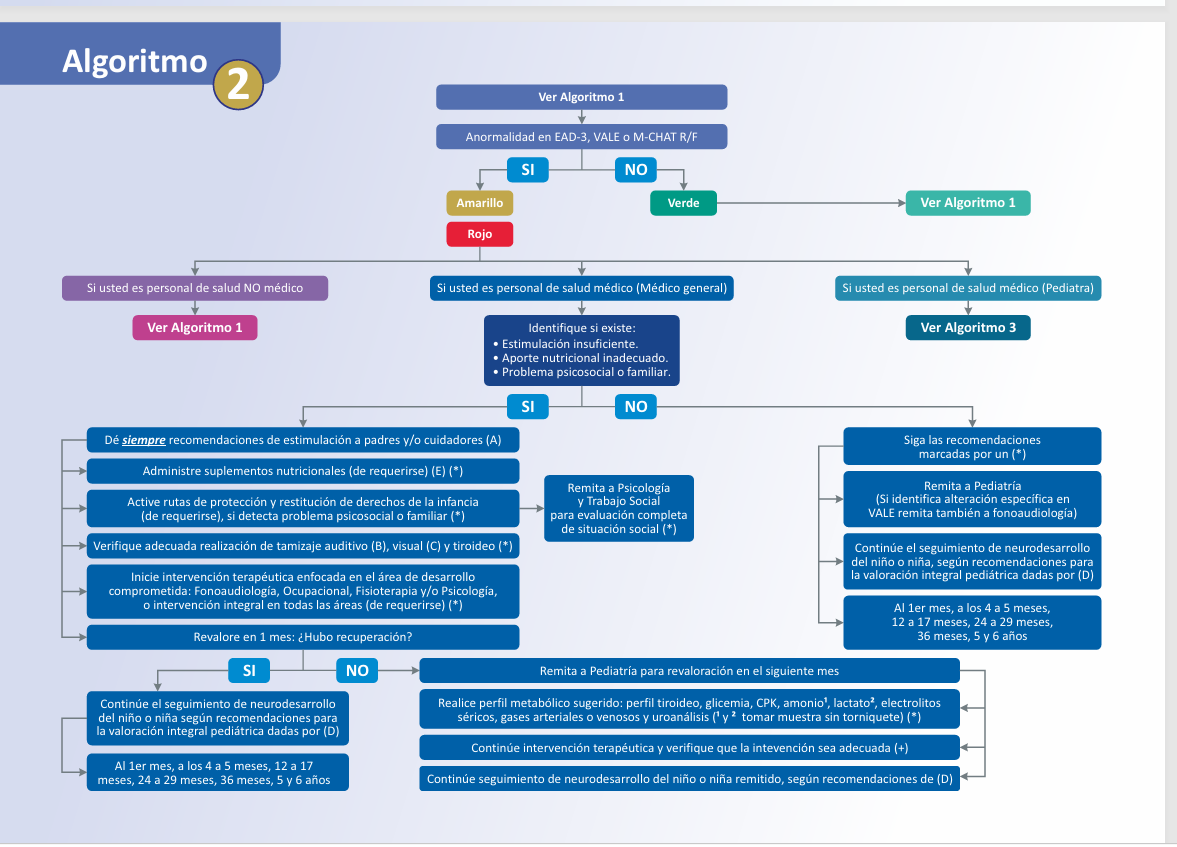 Algoritmo
2
Ver Algoritmo 1
Anormalidad en EAD-3, VALE o M-CHAT R/F
SI
NO
Amarillo
Verde
Ver Algoritmo 1
Rojo
Si usted es personal de salud NO médico
Si usted es personal de salud médico (Médico general)
Si usted es personal de salud médico (Pediatra)
Ver Algoritmo 1
Identifique si existe:
• Estimulación insuficiente.
• Aporte nutricional inadecuado.
• Problema psicosocial o familiar.
Ver Algoritmo 3
SI
NO
Dé siempre recomendaciones de estimulación a padres y/o cuidadores (A)
Administre suplementos nutricionales (de requerirse) (E) (*)
Active rutas de protección y restitución de derechos de la infancia
(de requerirse), si detecta problema psicosocial o familiar (*)
Remita a Psicología
y Trabajo Social
para evaluación completa
de situación social (*)
Verifique adecuada realización de tamizaje auditivo (B), visual (C) y tiroideo (*)
Inicie intervención terapéutica enfocada en el área de desarrollo
comprometida: Fonoaudiología, Ocupacional, Fisioterapia y/o Psicología,
o intervención integral en todas las áreas (de requerirse) (*)
Revalore en 1 mes: ¿Hubo recuperación?
Siga las recomendaciones
marcadas por un (*)
Remita a Pediatría
(Si identifica alteración específica en
VALE remita también a fonoaudiología)
Continúe el seguimiento de neurodesarrollo
del niño o niña, según recomendaciones para
la valoración integral pediátrica dadas por (D)
Al 1er mes, a los 4 a 5 meses,
12 a 17 meses, 24 a 29 meses,
36 meses, 5 y 6 años
SI
NO
Continúe el seguimiento de neurodesarrollo
del niño o niña según recomendaciones para
la valoración integral pediátrica dadas por (D)
Al 1er mes, a los 4 a 5 meses, 12 a 17
meses, 24 a 29 meses, 36 meses, 5 y 6 años
Remita a Pediatría para revaloración en el siguiente mes
Realice perfil metabólico sugerido: perfil tiroideo, glicemia, CPK, amonio¹, lactato², electrolitos
séricos, gases arteriales o venosos y uroanálisis (¹ y ² tomar muestra sin torniquete) (*)
Continúe intervención terapéutica y verifique que la intevención sea adecuada (+)
Continúe seguimiento de neurodesarrollo del niño o niña remitido, según recomendaciones de (D)